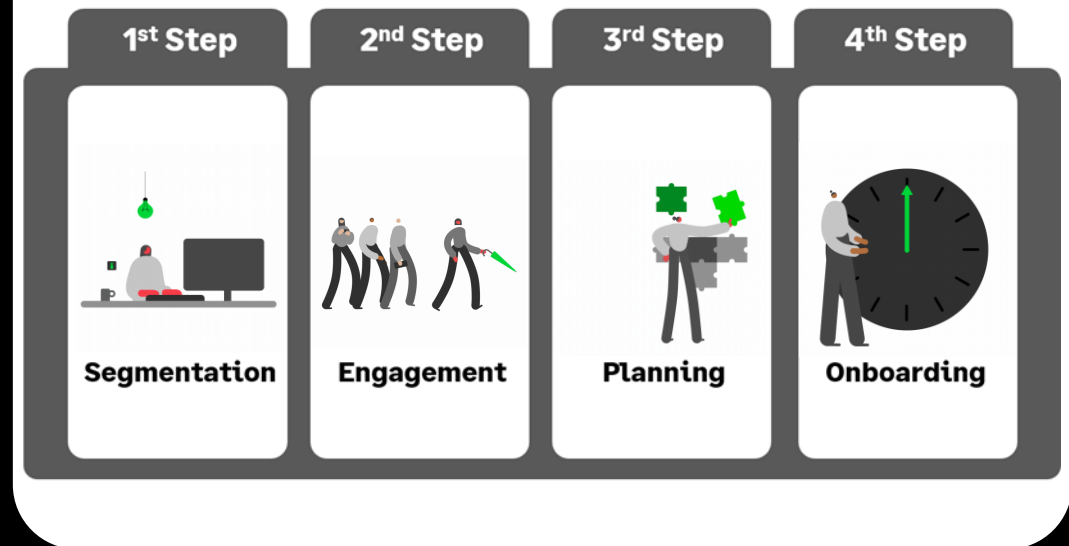 1st Step
2nd Step
3rd Step
4th Step
Segmentation
Engagement
Planning
Onboarding